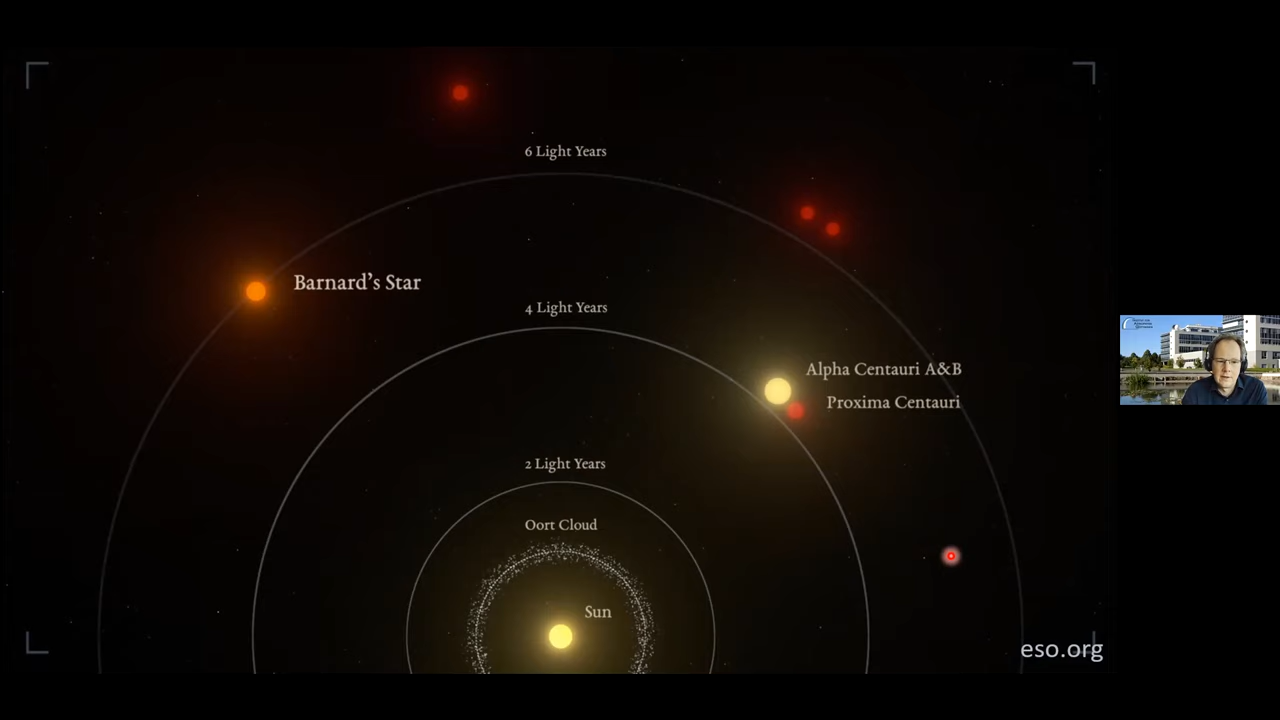 6 Light Years
Barnard's Star
4 Light Years
Alpha Centauri A&B
Proxima Centauri
2 Light Years
Oort Cloud
Sun
eso.org